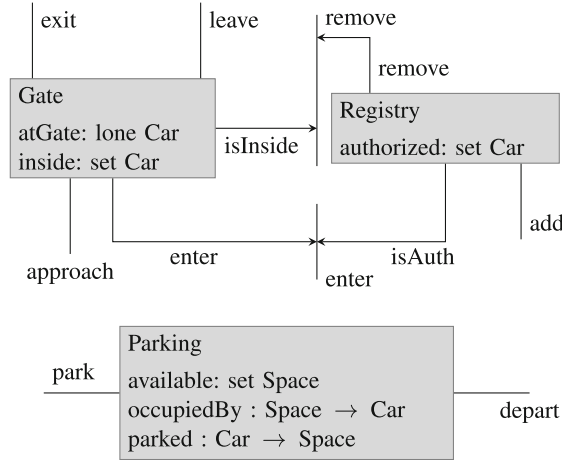 exit
leave
remove
remove
Gate
atGate: lone Car
inside: set Car
isInside
Registry
authorized: set Car
add
approach
enter
isAuth
enter
Parking
available: set Space
occupiedBy : Space → Car
parked : Car → Space
park
depart